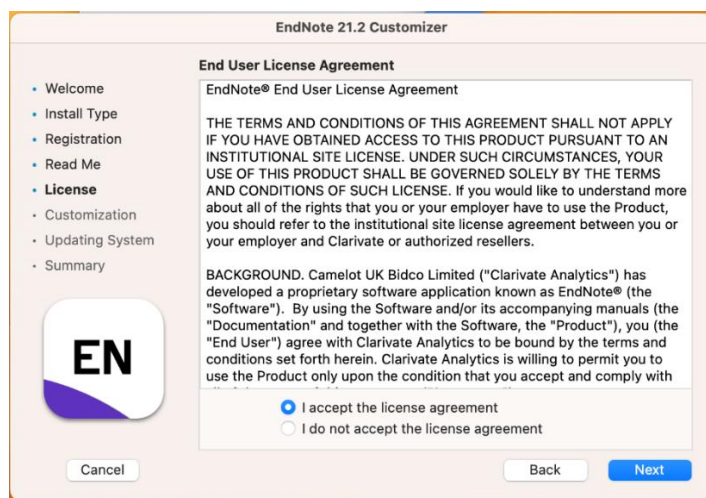 EndNote 21.2 Customizer
Welcome
Install Type
Registration
Read Me
License
Customization
Updating System
Summary
EN
End User License Agreement
EndNote® End User License Agreement
THE TERMS AND CONDITIONS OF THIS AGREEMENT SHALL NOT APPLY
IF YOU HAVE OBTAINED ACCESS TO THIS PRODUCT PURSUANT TO AN
INSTITUTIONAL SITE LICENSE. UNDER SUCH CIRCUMSTANCES, YOUR
USE OF THIS PRODUCT SHALL BE GOVERNED SOLELY BY THE TERMS
AND CONDITIONS OF SUCH LICENSE. If you would like to understand more
about all of the rights that you or your employer have to use the Product,
you should refer to the institutional site license agreement between you or
your employer and Clarivate or authorized resellers.
BACKGROUND. Camelot UK Bidco Limited ("Clarivate Analytics") has
developed a proprietary software application known as EndNote® (the
"Software"). By using the Software and/or its accompanying manuals (the
"Documentation" and together with the Software, the "Product"), you (the
"End User") agree with Clarivate Analytics to be bound by the terms and
conditions set forth herein. Clarivate Analytics is willing to permit you to
use the Product only upon the condition that you accept and comply with
I accept the license agreement
I do not accept the license agreement
Cancel
Back
Next